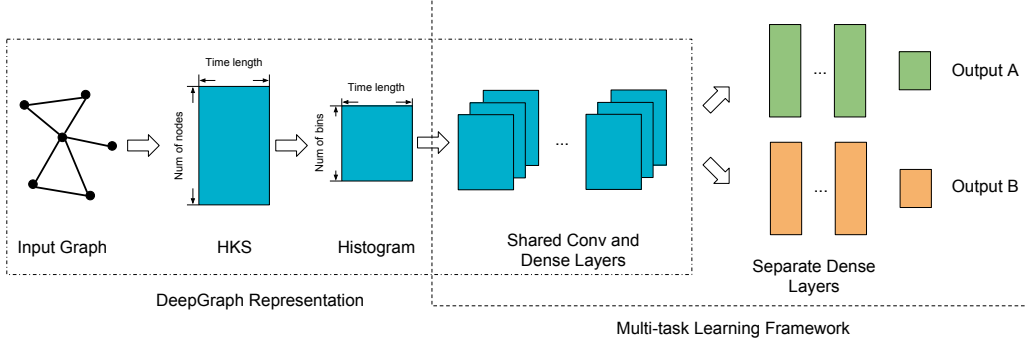 Time length
Num of nodes
Time length
Num of bins
...
...
...
Output A
Output B
Input Graph
HKS
Histogram
Shared Conv and
Dense Layers
Separate Dense
Layers
DeepGraph Representation
Multi-task Learning Framework